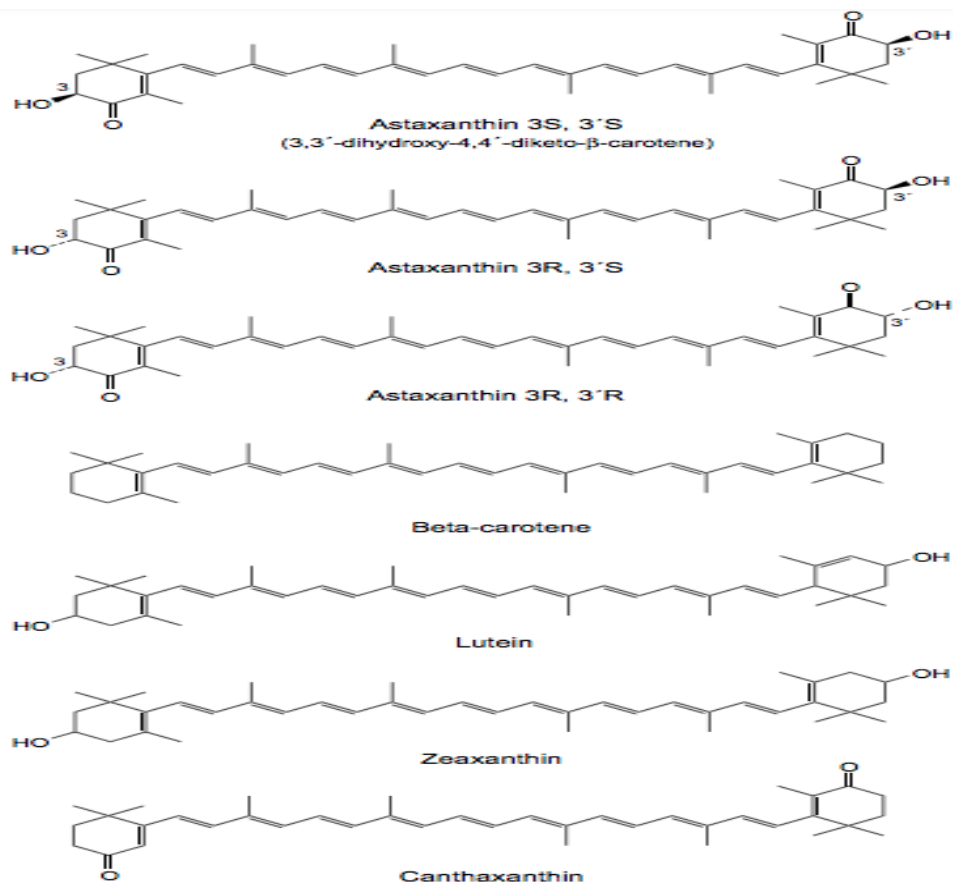 O
OH
3´
3
HO
O
Astaxanthin 3S, 3´S
(3,3´-dihydroxy-4,4´-diketo-β-carotene)
O
OH
3´
3
HO
O
Astaxanthin 3R, 3´S
O
OH
3´
3
HO
O
Astaxanthin 3R, 3´R
Beta-carotene
OH
HO
Lutein
OH
HO
Zeaxanthin
O
O
Canthaxanthin